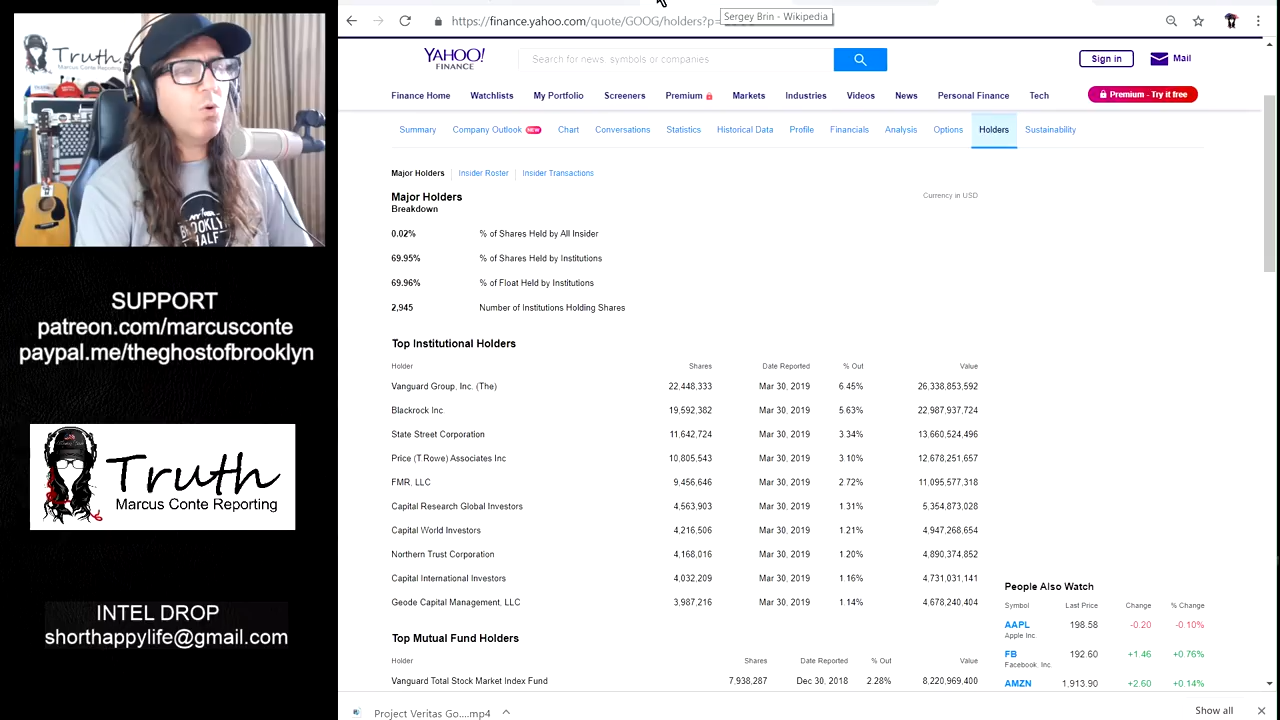 Truth.
Marcus Conte Reporting
BROOKLYN
HALF
SUPPORT
patreon.com/marcusconte
paypal.me/theghostofbrooklyn
Truth
Marcus Conte Reporting
INTEL DROP
shorthappylife@gmail.com
https://finance.yahoo.com/quote/GOOG/holders?p=
Sergey Brin - Wikipedia
YAHOO!
FINANCE
Search for news, symbols or companies
Sign in
Mail
Finance Home Watchlists My Portfolio Screeners Premium Markets Industries Videos News Personal Finance Tech
Premium - Try it free
Summary Company Outlook NEW Chart Conversations Statistics Historical Data Profile Financials Analysis Options Holders Sustainability
Major Holders Insider Roster Insider Transactions
Major Holders
Currency in USD
Breakdown
0.02% % of Shares Held by All Insider
69.95% % of Shares Held by Institutions
69.96% % of Float Held by Institutions
2,945 Number of Institutions Holding Shares
Top Institutional Holders
Holder Shares Date Reported % Out Value
Vanguard Group, Inc. (The) 22,448,333 Mar 30, 2019 6.45% 26,338,853,592
Blackrock Inc. 19,592,382 Mar 30, 2019 5.63% 22,987,937,724
State Street Corporation 11,642,724 Mar 30, 2019 3.34% 13,660,524,496
Price (T.Rowe) Associates Inc 10,805,543 Mar 30, 2019 3.10% 12,678,251,657
FMR, LLC 9,456,646 Mar 30, 2019 2.72% 11,095,577,318
Capital Research Global Investors 4,563,903 Mar 30, 2019 1.31% 5,354,873,028
Capital World Investors 4,216,506 Mar 30, 2019 1.21% 4,947,268,654
Northern Trust Corporation 4,168,016 Mar 30, 2019 1.20% 4,890,374,852
Capital International Investors 4,032,209 Mar 30, 2019 1.16% 4,731,031,141
Geode Capital Management, LLC 3,987,216 Mar 30, 2019 1.14% 4,678,240,404
Top Mutual Fund Holders
Holder Shares Date Reported % Out Value
Vanguard Total Stock Market Index Fund 7,938,287 Dec 30, 2018 2.28% 8,220,969,400
People Also Watch
Symbol Last Price Change % Change
AAPL 198.58 -0.20 -0.10%
Apple Inc.
FB 192.60 +1.46 +0.76%
Facebook, Inc.
AMZN 1,913.90 +2.60 +0.14%
Project Veritas Go....mp4
Show all